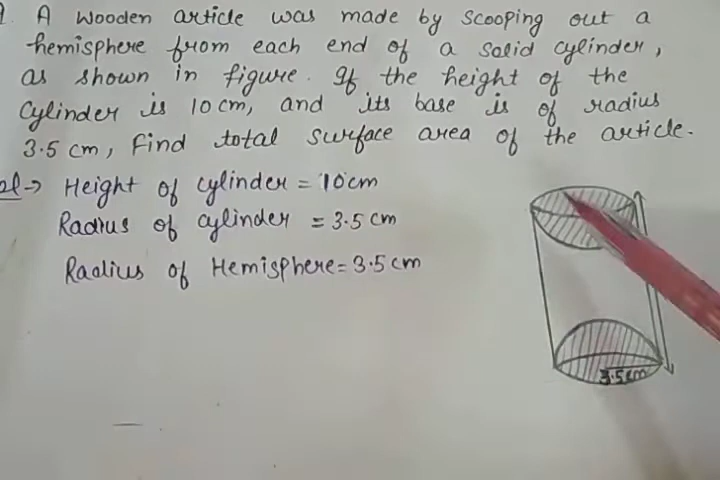 A wooden article was made by scooping out a
hemisphere from each end of a solid cylinder,
as shown in figure. If the height of the
cylinder is 10 cm, and its base is of radius
3.5 cm, find total surface area of the article.
Height of cylinder = 10 cm
Radius of cylinder = 3.5 cm
Radius of Hemisphere = 3.5 cm
3.5cm